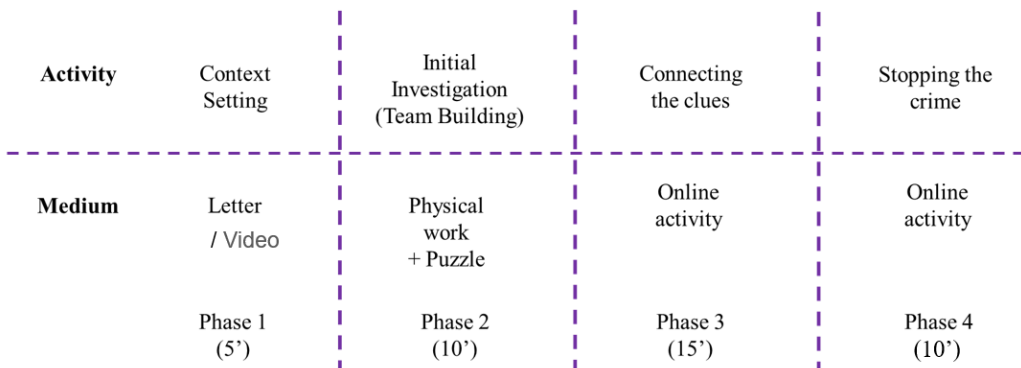 Activity
Context
Setting
Initial
Investigation
(Team Building)
Connecting
the clues
Stopping the
crime
Medium
Letter
/ Video
Physical
work
+ Puzzle
Online
activity
Online
activity
Phase 1
(5’)
Phase 2
(10’)
Phase 3
(15’)
Phase 4
(10’)